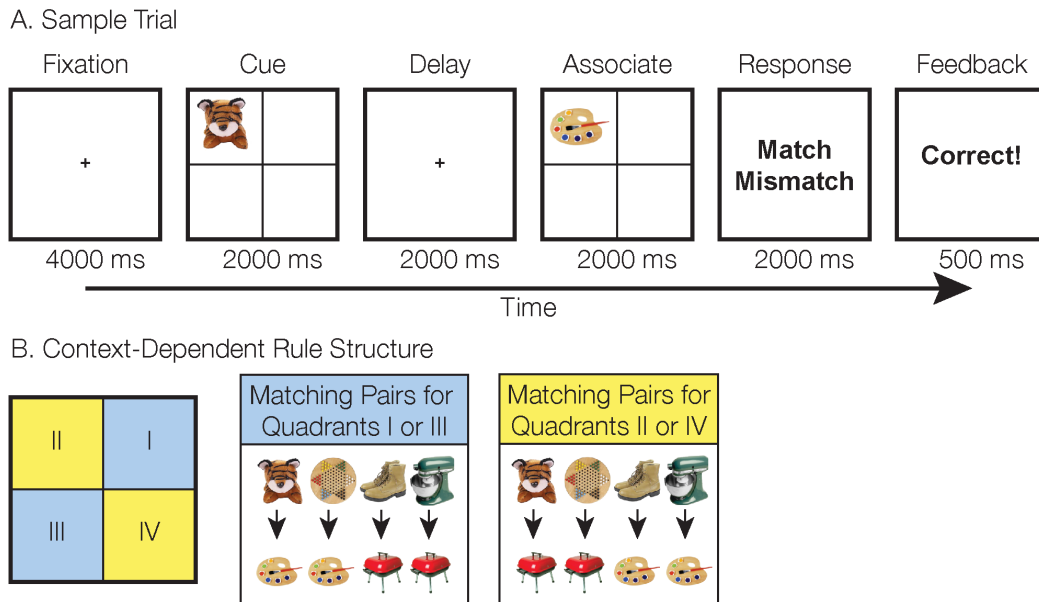 A. Sample Trial
Fixation
Cue
Delay
Associate
Response
Feedback
+
+
Match
Mismatch
Correct!
4000 ms
2000 ms
2000 ms
2000 ms
2000 ms
500 ms
Time
B. Context-Dependent Rule Structure
II
I
III
IV
Matching Pairs for
Quadrants I or III
Matching Pairs for
Quadrants II or IV